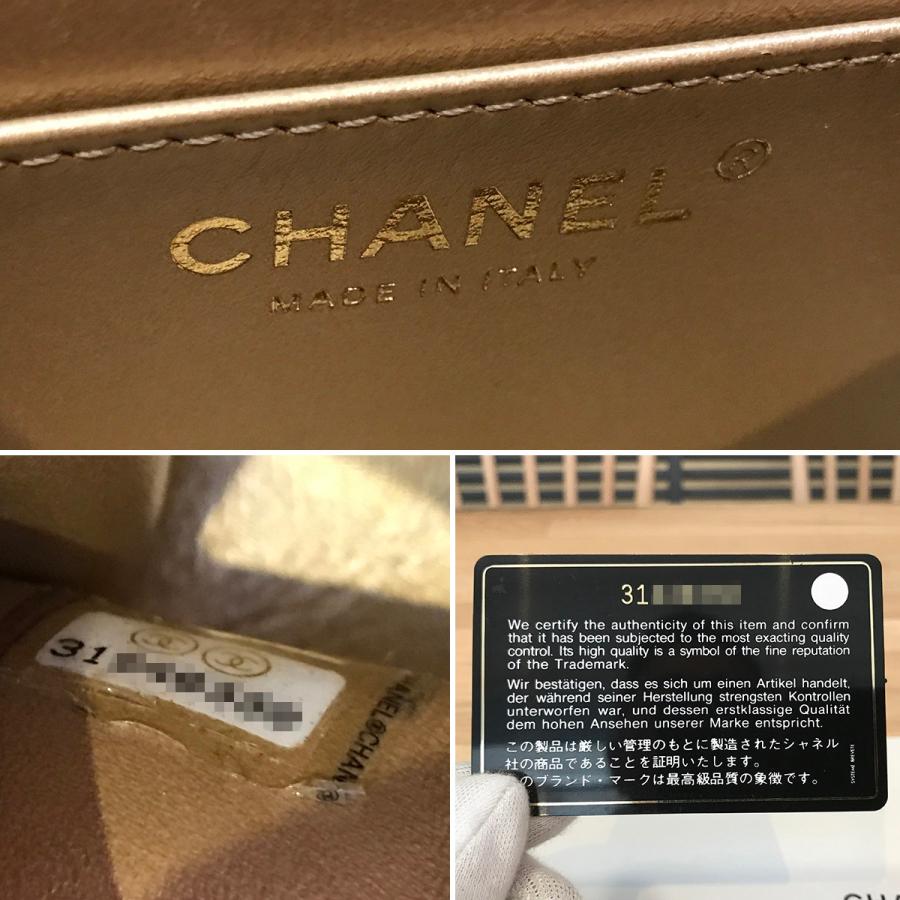 CHANEL®
MADE IN ITALY
31
CHANEL®CHAN
31
We certify the authenticity of this item and confirm
that it has been subjected to the most exacting quality
control. Its high quality is a symbol of the fine reputation
of the Trademark.
Wir bestätigen, dass es sich um einen Artikel handelt,
der während seiner Herstellung strengsten Kontrollen
unterworfen war, und dessen erstklassige Qualität
dem hohen Ansehen unserer Marke entspricht.
この製品は厳しい管理のもとに製造されたシャネル
社の商品であることを証明いたします。
このブランド・マークは最高級品質の象徴です。